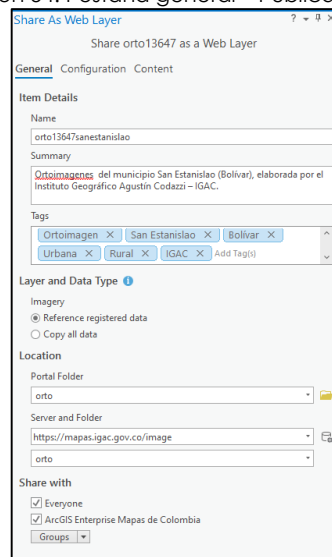 Share As Web Layer
Share orto13647 as a Web Layer
General Configuration Content
Item Details
Name
orto13647sanestanislao
Summary
Ortoimagenes del municipio San Estanislao (Bolívar), elaborada por el
Instituto Geográfico Agustín Codazzi – IGAC.
Tags
Ortoimagen X San Estanislao X Bolívar X
Urbana X Rural X IGAC X Add Tag(s)
Layer and Data Type
Imagery
Reference registered data
Copy all data
Location
Portal Folder
orto
Server and Folder
https://mapas.igac.gov.co/image
orto
Share with
Everyone
ArcGIS Enterprise Mapas de Colombia
Groups